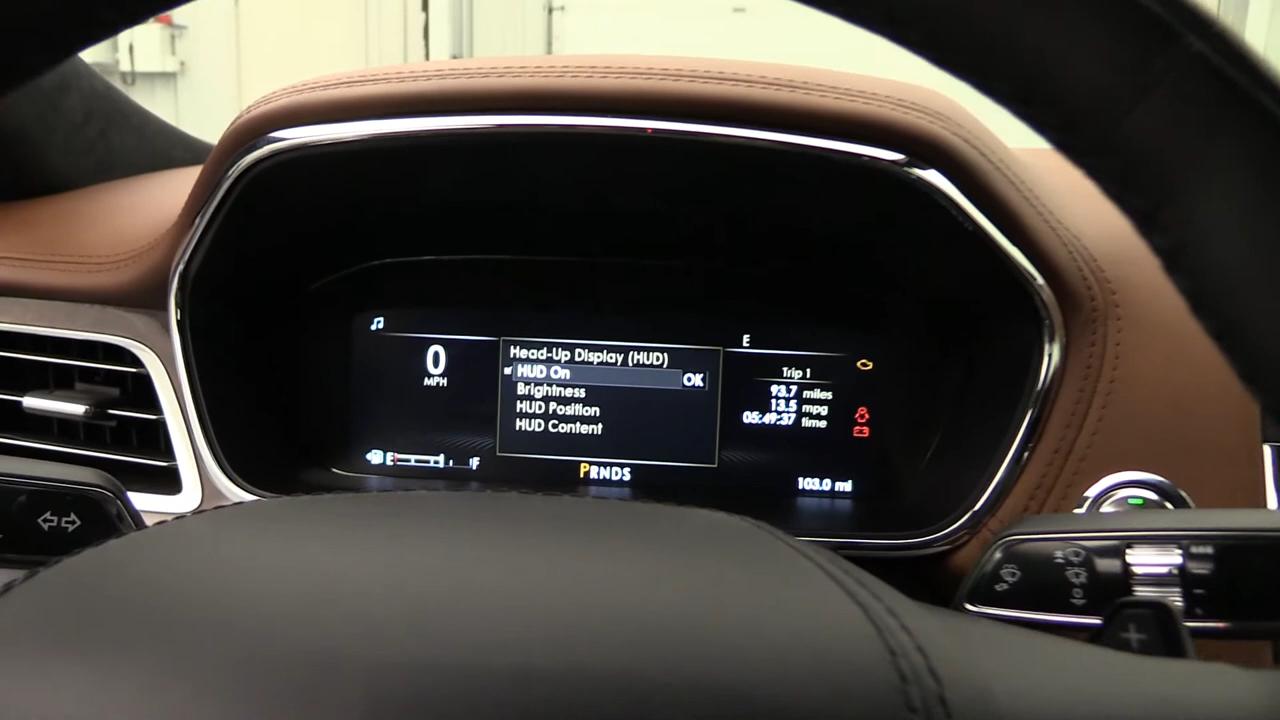 E
Head-Up Display (HUD)
0
MPH
HUD On OK
Brightness
HUD Position
HUD Content
Trip 1
93.7 miles
13.5 mpg
05:49:37 time
E F
PRNDS
103.0 mi